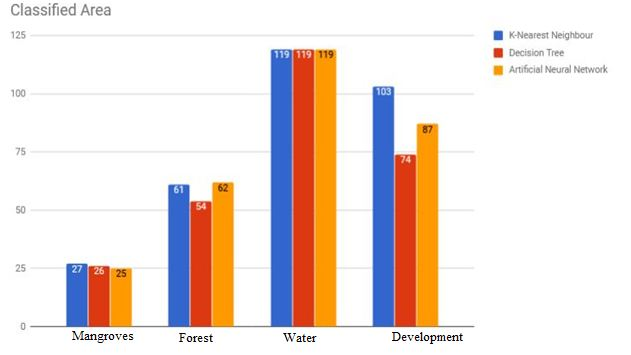 Classified Area
125
100
75
50
25
0
27 26 25
61 54 62
119 119 119
103 74 87
Mangroves Forest Water Development
K-Nearest Neighbour
Decision Tree
Artificial Neural Network